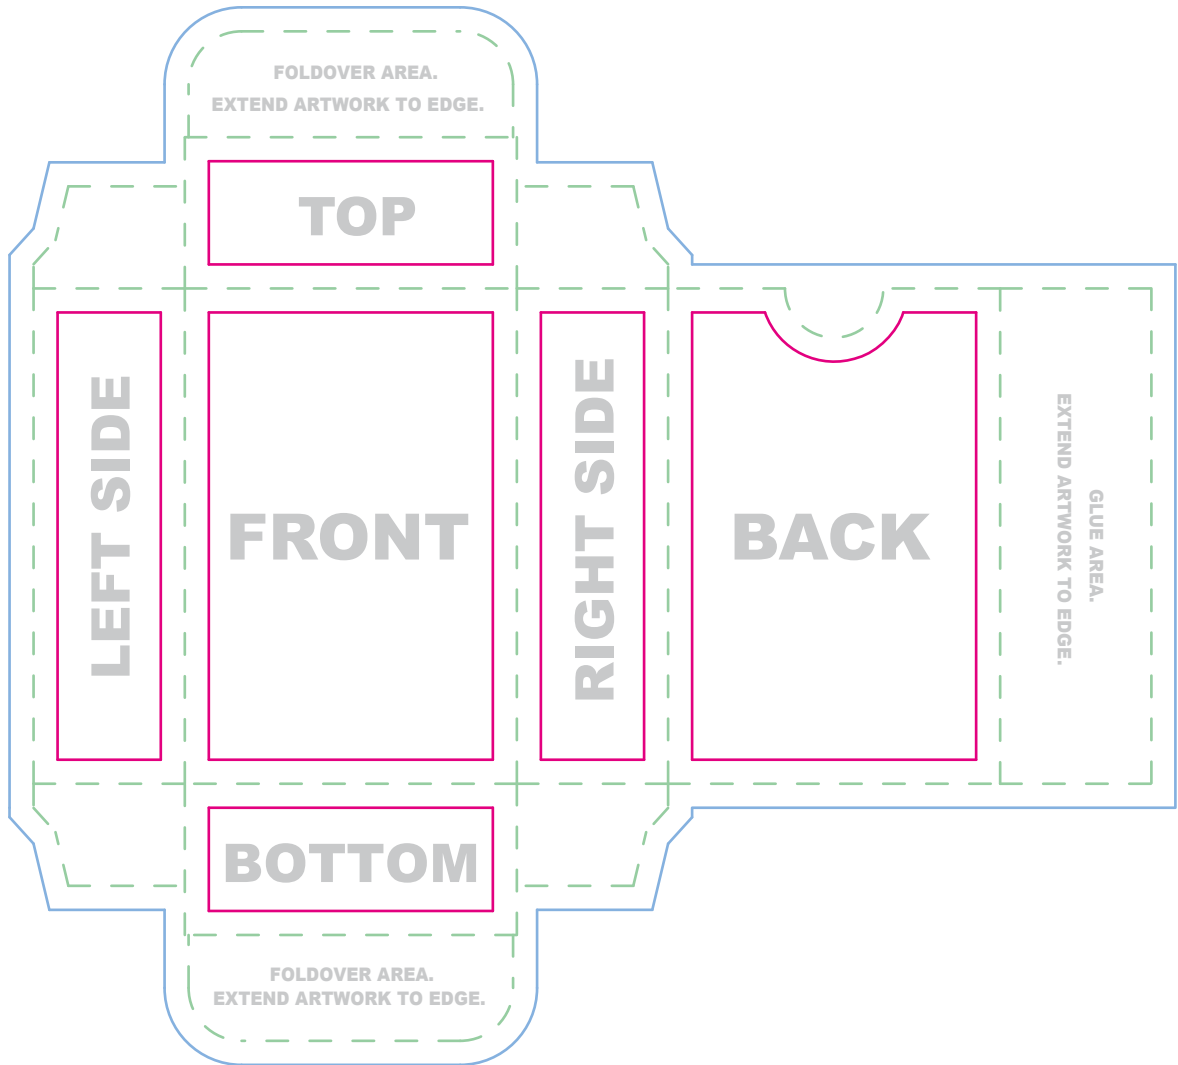 FOLDOVER AREA.
EXTEND ARTWORK TO EDGE.
TOP
LEFT SIDE
FRONT
RIGHT SIDE
BACK
GLUE AREA.
EXTEND ARTWORK TO EDGE.
BOTTOM
FOLDOVER AREA.
EXTEND ARTWORK TO EDGE.